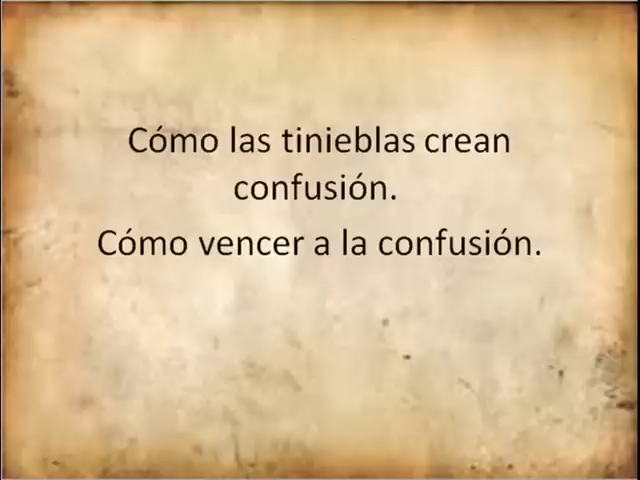 Cómo las tinieblas crean
confusión.
Cómo vencer a la confusión.